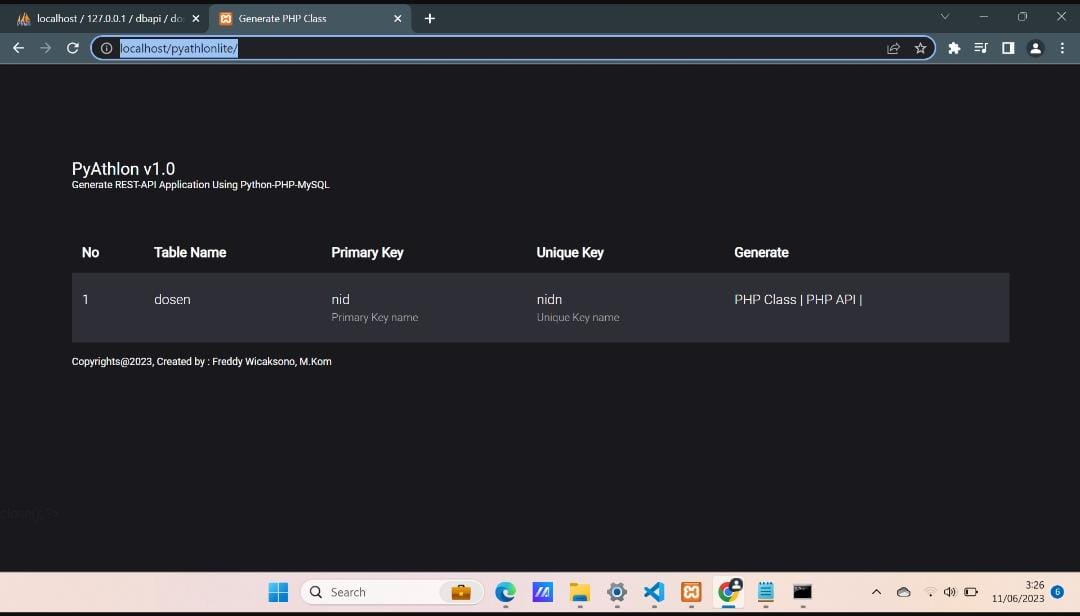 localhost / 127.0.0.1 / dbapi / do
Generate PHP Class
localhost/pyathlonlite/
PyAthlon v1.0
Generate REST-API Application Using Python-PHP-MySQL
No Table Name Primary Key Unique Key Generate
1 dosen nid nidn PHP Class | PHP API |
Primary Key name Unique Key name
Copyrights@2023, Created by : Freddy Wicaksono, M.Kom
close(); ?>
Search
3:26
11/06/2023
6